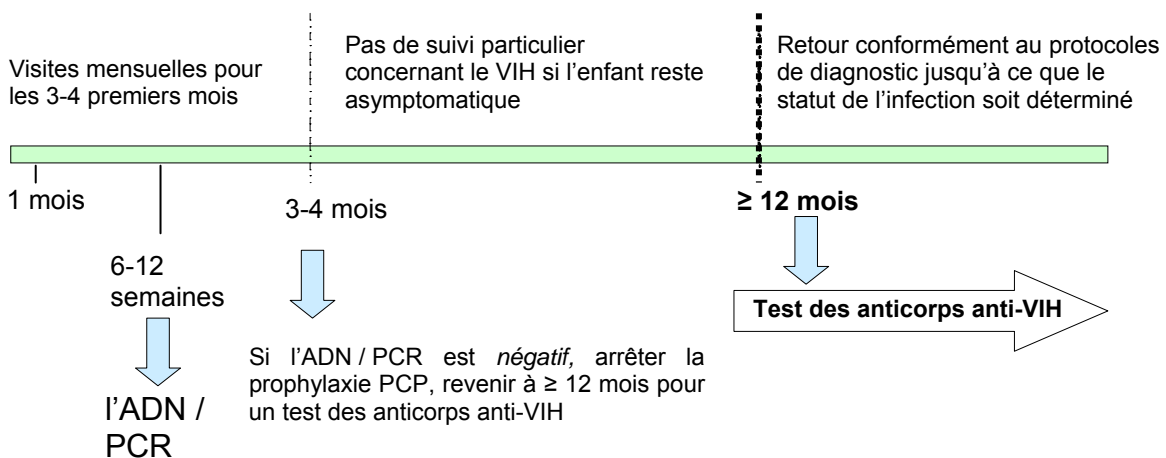 Visites mensuelles pour
les 3-4 premiers mois
Pas de suivi particulier
concernant le VIH si l'enfant reste
asymptomatique
Retour conformément au protocoles
de diagnostic jusqu'à ce que le
statut de l'infection soit déterminé
1 mois
6-12
semaines
l'ADN /
PCR
3-4 mois
Si l'ADN / PCR est négatif, arrêter la
prophylaxie PCP, revenir à ≥ 12 mois pour
un test des anticorps anti-VIH
≥ 12 mois
Test des anticorps anti-VIH